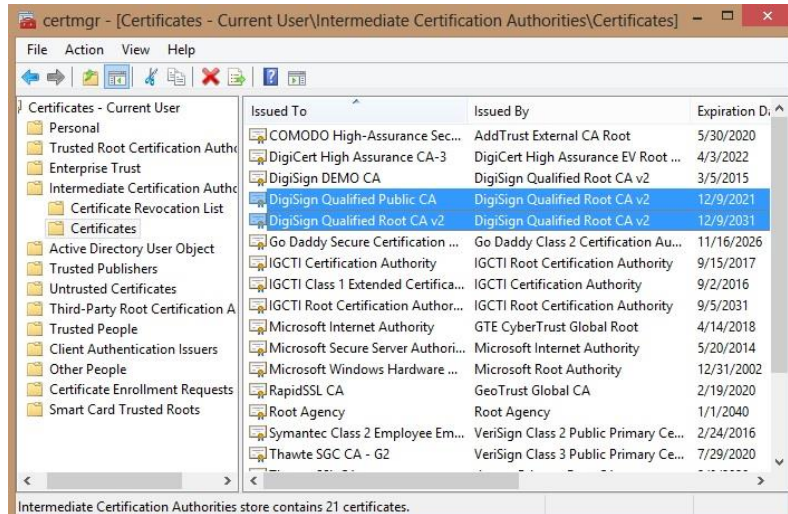 certmgr - [Certificates - Current User\Intermediate Certification Authorities\Certificates]
File Action View Help
Certificates - Current User
Personal
Trusted Root Certification Autho
Enterprise Trust
Intermediate Certification Autho
Certificate Revocation List
Certificates
Active Directory User Object
Trusted Publishers
Untrusted Certificates
Third-Party Root Certification A
Trusted People
Client Authentication Issuers
Other People
Certificate Enrollment Requests
Smart Card Trusted Roots
Issued To Issued By Expiration Da
COMODO High-Assurance Sec... AddTrust External CA Root 5/30/2020
DigiCert High Assurance CA-3 DigiCert High Assurance EV Root ... 4/3/2022
DigiSign DEMO CA DigiSign Qualified Root CA v2 3/5/2015
DigiSign Qualified Public CA DigiSign Qualified Root CA v2 12/9/2021
DigiSign Qualified Root CA v2 DigiSign Qualified Root CA v2 12/9/2031
Go Daddy Secure Certification ... Go Daddy Class 2 Certification Au... 11/16/2026
IGCTI Certification Authority IGCTI Root Certification Authority 9/15/2017
IGCTI Class 1 Extended Certifica... IGCTI Certification Authority 9/2/2016
IGCTI Root Certification Author... IGCTI Root Certification Authority 9/5/2031
Microsoft Internet Authority GTE CyberTrust Global Root 4/14/2018
Microsoft Secure Server Authori... Microsoft Internet Authority 5/20/2014
Microsoft Windows Hardware ... Microsoft Root Authority 12/31/2002
RapidSSL CA GeoTrust Global CA 2/19/2020
Root Agency Root Agency 1/1/2040
Symantec Class 2 Employee Em... VeriSign Class 2 Public Primary Ce... 2/24/2016
Thawte SGC CA - G2 VeriSign Class 3 Public Primary Ce... 7/29/2020
Intermediate Certification Authorities store contains 21 certificates.